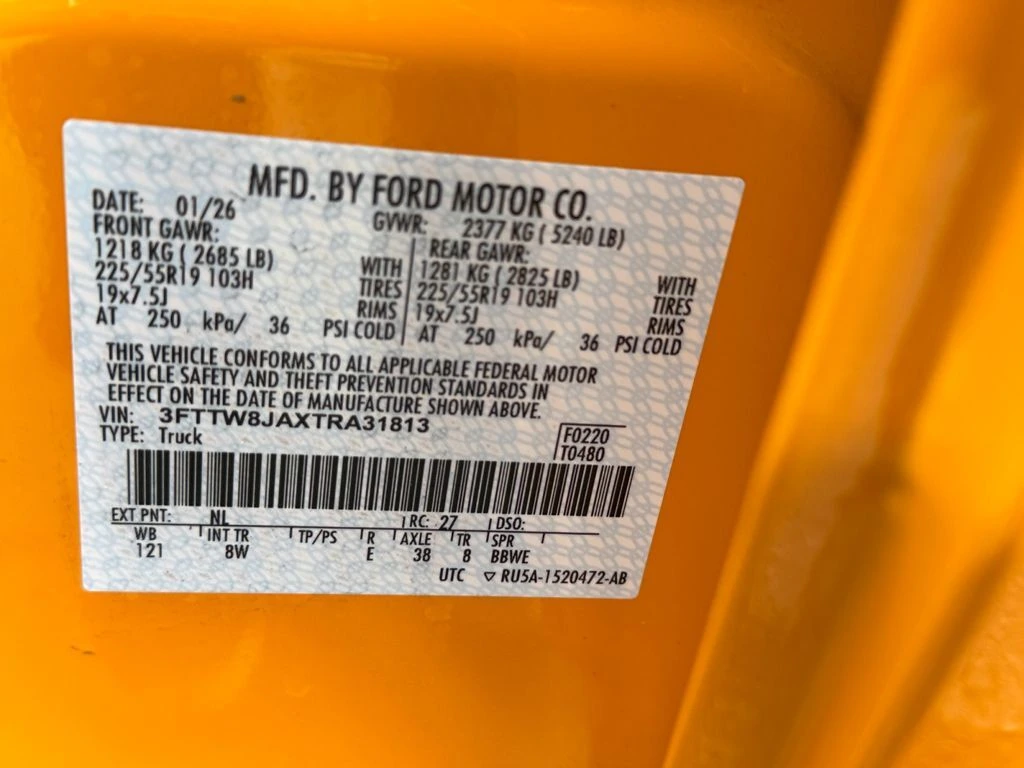 MFD. BY FORD MOTOR CO.
DATE: 01/26 GVWR: 2377 KG ( 5240 LB)
FRONT GAWR: REAR GAWR:
1218 KG ( 2685 LB) WITH 1281 KG ( 2825 LB) WITH
225/55R19 103H TIRES 225/55R19 103H TIRES
19x7.5J RIMS 19x7.5J RIMS
AT 250 kPa/ 36 PSI COLD AT 250 kPa/ 36 PSI COLD
THIS VEHICLE CONFORMS TO ALL APPLICABLE FEDERAL MOTOR
VEHICLE SAFETY AND THEFT PREVENTION STANDARDS IN
EFFECT ON THE DATE OF MANUFACTURE SHOWN ABOVE.
VIN: 3FTTW8JAXTRA31813
TYPE: Truck F0220
T0480
EXT PNT: NL RC: 27 DSO:
WB INT TR TP/PS R AXLE TR SPR
121 8W E 38 8 BBWE
UTC ▽ RU5A-1520472-AB